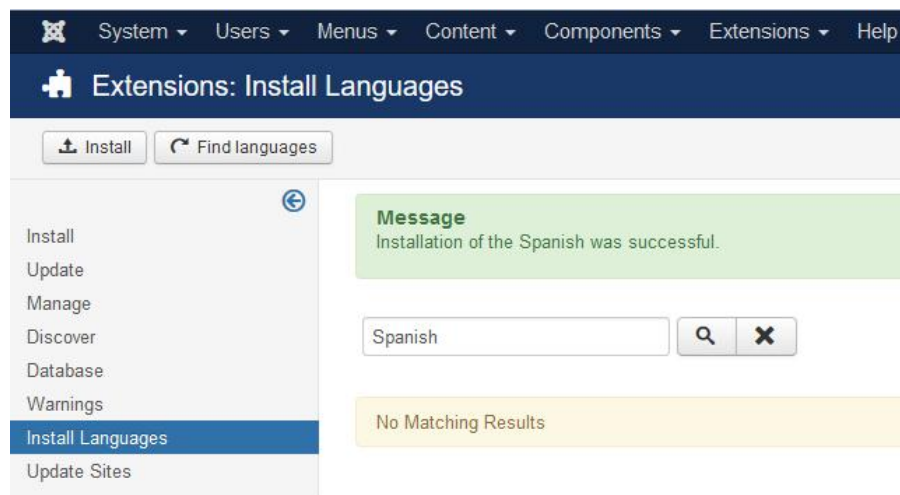 System Users Menus Content Components Extensions Help
Extensions: Install Languages
Install Find languages
Install
Update
Manage
Discover
Database
Warnings
Install Languages
Update Sites
Message
Installation of the Spanish was successful.
Spanish
No Matching Results